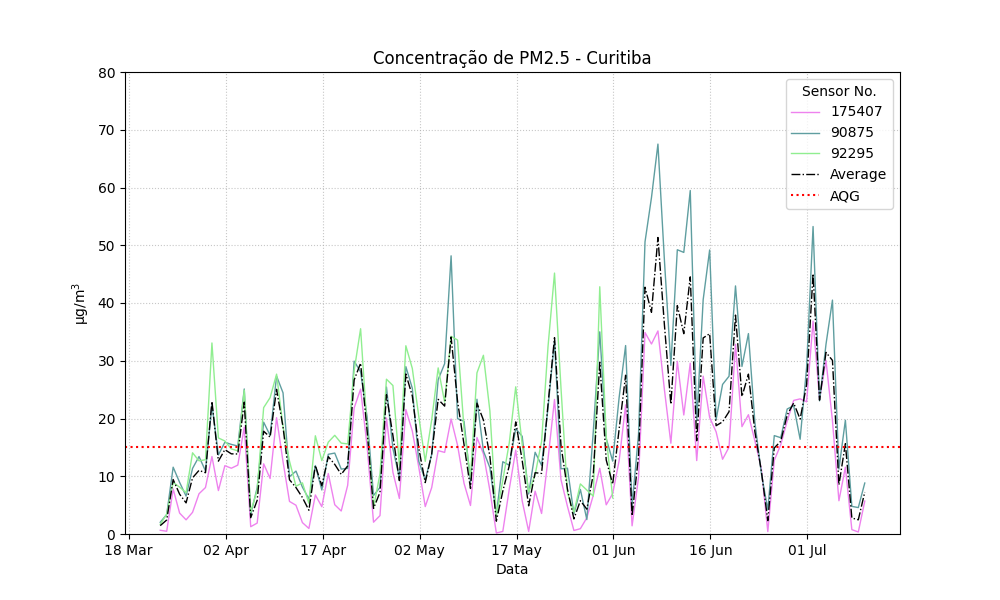 Concentração de PM2.5 - Curitiba
µg/m³
80
70
60
50
40
30
20
10
0
Sensor No.
175407
90875
92295
Average
AQG
18 Mar
02 Apr
17 Apr
02 May
17 May
01 Jun
16 Jun
01 Jul
Data